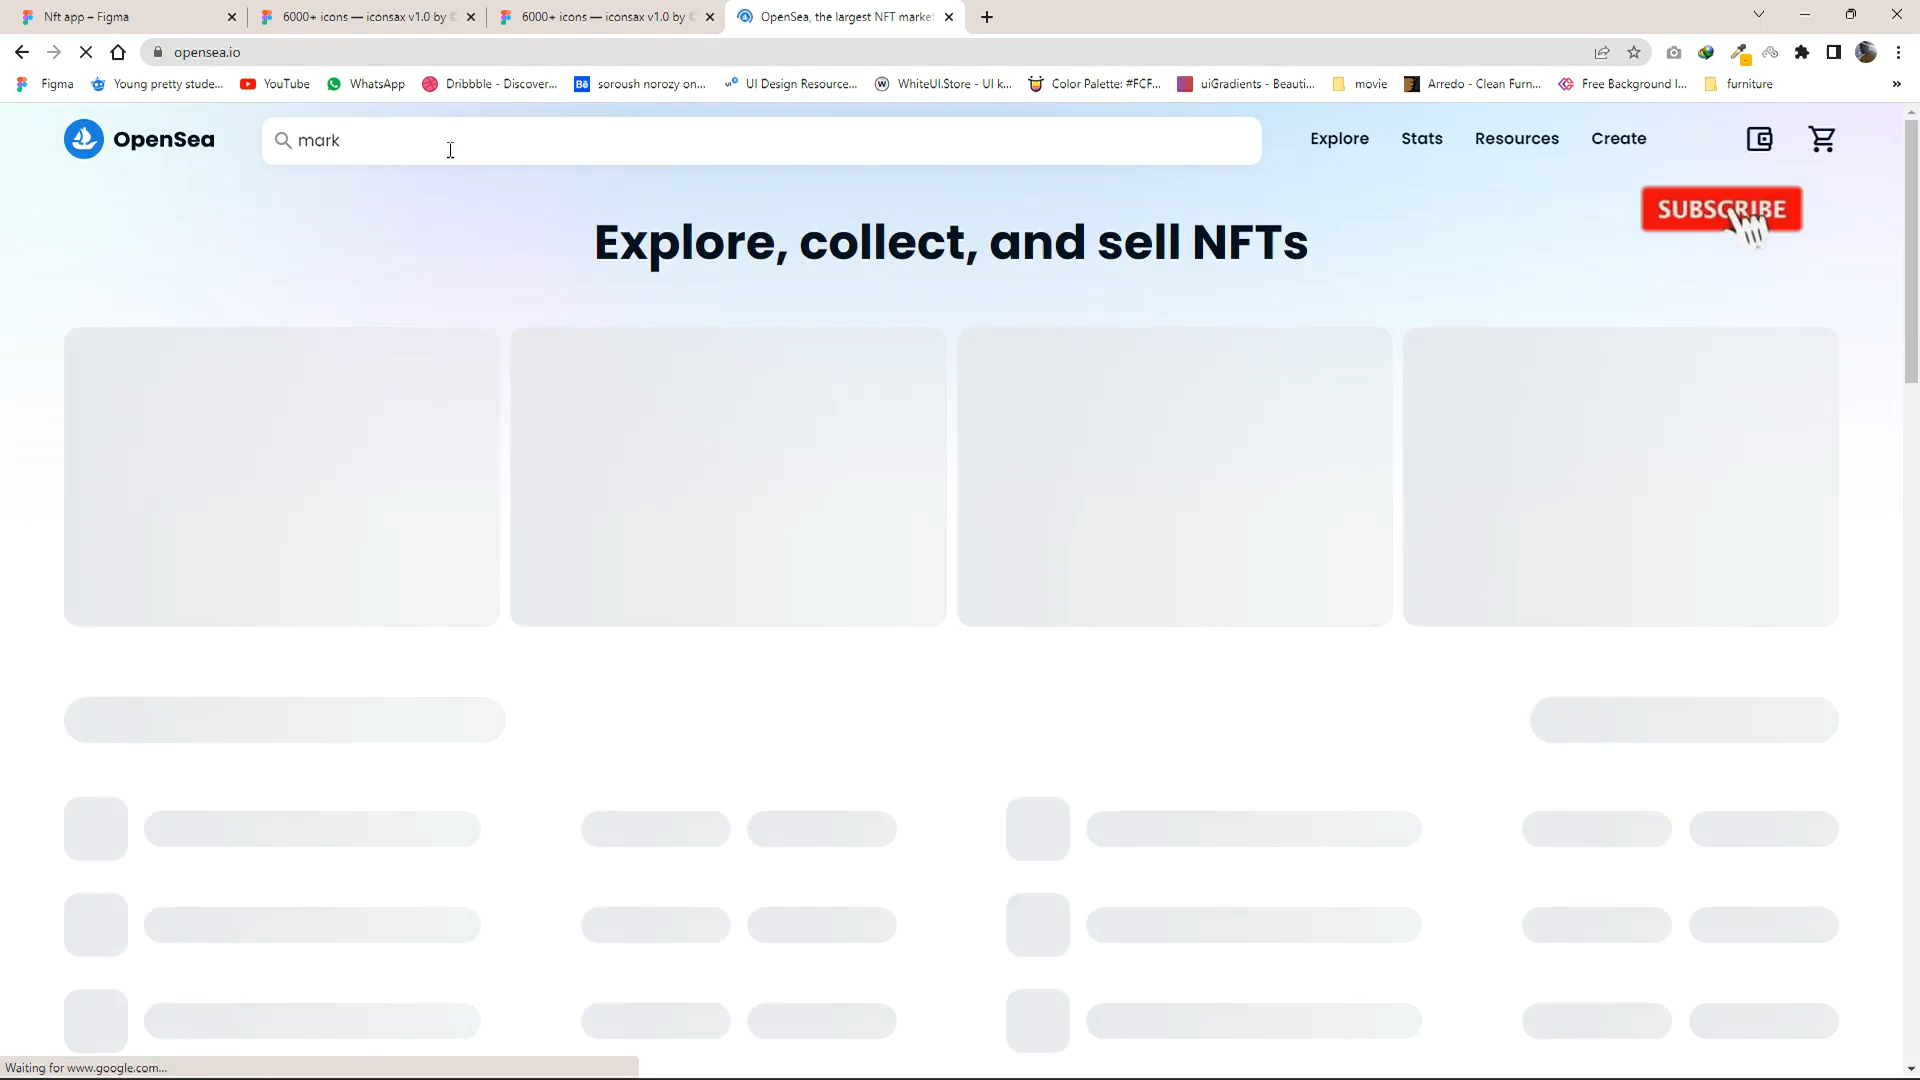 Nft app – Figma
6000+ icons — iconsax v1.0 by
6000+ icons — iconsax v1.0 by
OpenSea, the largest NFT market
opensea.io
Figma
Young pretty stude...
YouTube
WhatsApp
Dribbble - Discover...
Bē soroush norozy on...
UI Design Resource...
WhiteUI.Store - UI k...
Color Palette: #FCF...
uiGradients - Beauti...
movie
Arredo - Clean Furn...
Free Background I...
furniture
»
OpenSea
mark
Explore
Stats
Resources
Create
SUBSCRIBE
Explore, collect, and sell NFTs
Waiting for www.google.com...